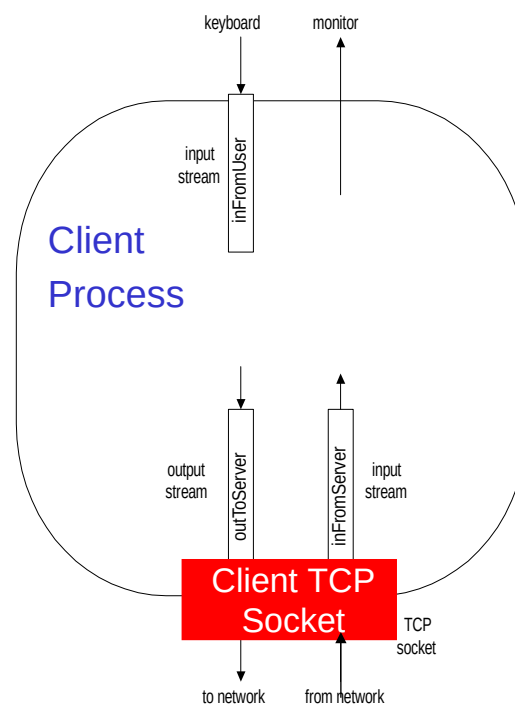 keyboard
monitor
input
stream
inFromUser
Client
Process
output
stream
outToServer
inFromServer
input
stream
Client TCP
Socket
TCP
socket
to network
from network